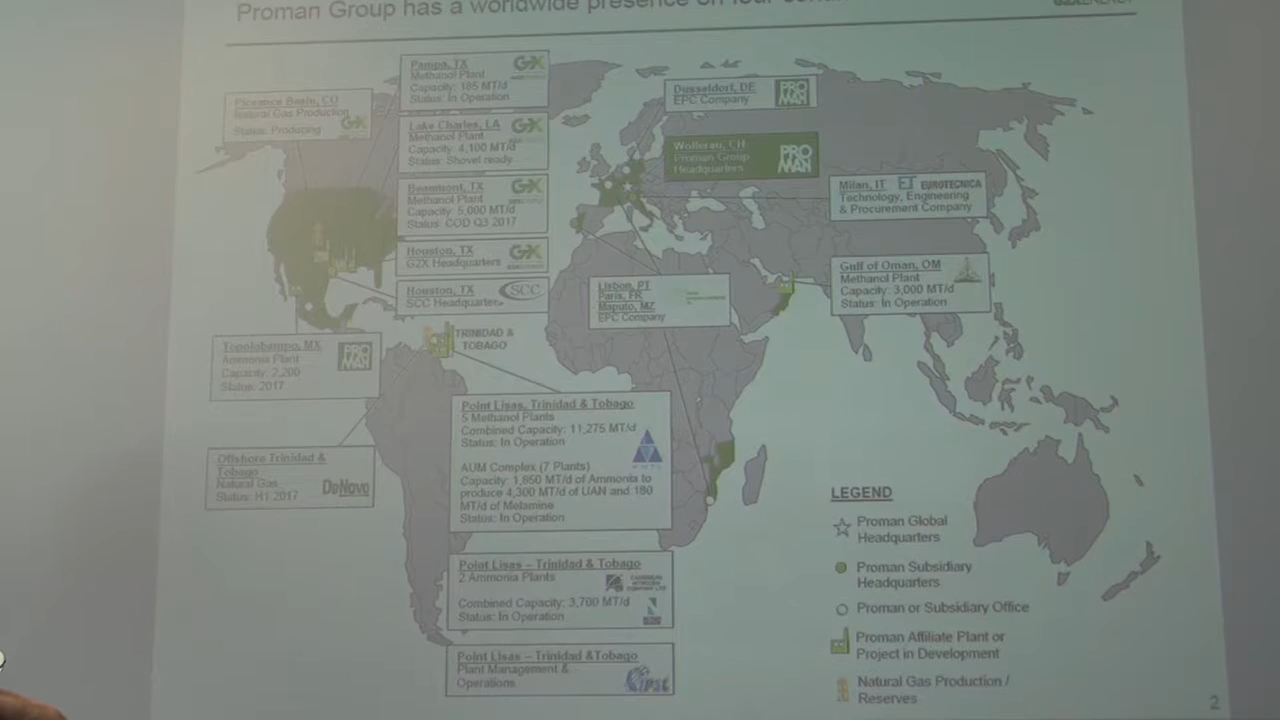 Proman Group has a worldwide presence on four
Pampa, TX
Methanol Plant
Capacity: 185 MT/d
Status: In Operation
Piceance Basin, CO
Natural Gas Production
Status: Producing
Lake Charles, LA
Methanol Plant
Capacity: 4,100 MT/d
Status: Shovel ready
Beaumont, TX
Methanol Plant
Capacity: 5,000 MT/d
Status: COD Q3 2017
Houston, TX
G2X Headquarters
Houston, TX
SCC Headquarters
SCC
Dusseldorf, DE
EPC Company
PRO
MAN
Wollerau, CH
Proman Group
Headquarters
PRO
MAN
Milan, IT
EUROTECNICA
Technology, Engineering
& Procurement Company
Gulf of Oman, OM
Methanol Plant
Capacity: 3,000 MT/d
Status: In Operation
Lisbon, PT
Paris, FR
Maputo, MZ
EPC Company
TRINIDAD &
TOBAGO
Topolobampo, MX
Ammonia Plant
Capacity: 2,200
Status: 2017
PRO
MAN
Offshore Trinidad &
Tobago
Natural Gas
Status: H1 2017
DeNovo
Point Lisas, Trinidad & Tobago
5 Methanol Plants
Combined Capacity: 11,275 MT/d
Status: In Operation
AUM Complex (7 Plants)
Capacity: 1,850 MT/d of Ammonia to
produce 4,300 MT/d of UAN and 180
MT/d of Melamine
Status: In Operation
Point Lisas – Trinidad & Tobago
2 Ammonia Plants
Combined Capacity: 3,700 MT/d
Status: In Operation
Point Lisas – Trinidad &Tobago
Plant Management &
Operations
ipsl
LEGEND
Proman Global
Headquarters
Proman Subsidiary
Headquarters
Proman or Subsidiary Office
Proman Affiliate Plant or
Project in Development
Natural Gas Production /
Reserves
2